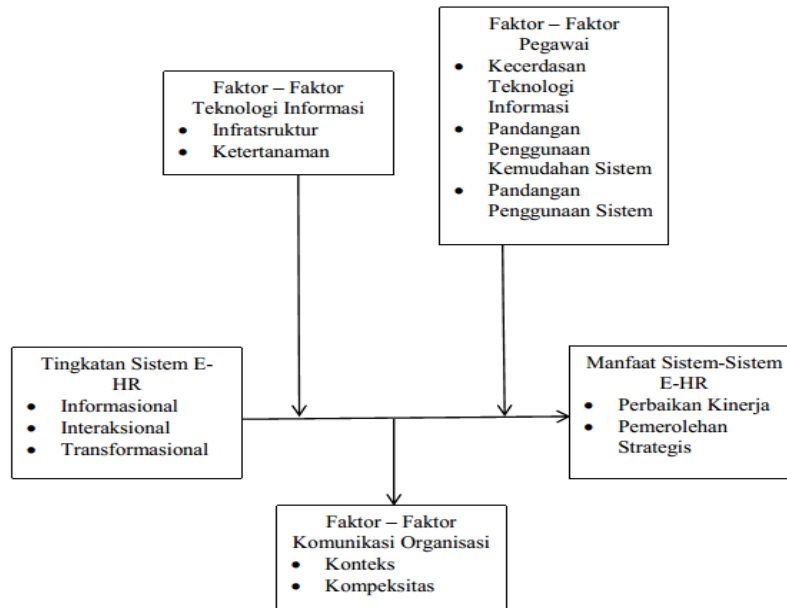 Faktor – Faktor
Pegawai
• Kecerdasan
Teknologi
Informasi
• Pandangan
Penggunaan
Kemudahan Sistem
• Pandangan
Penggunaan Sistem
Faktor – Faktor
Teknologi Informasi
• Infratsruktur
• Ketertanaman
Tingkatan Sistem E-
HR
• Informasional
• Interaksional
• Transformasional
Manfaat Sistem-Sistem
E-HR
• Perbaikan Kinerja
• Pemerolehan
Strategis
Faktor – Faktor
Komunikasi Organisasi
• Konteks
• Kompeksitas